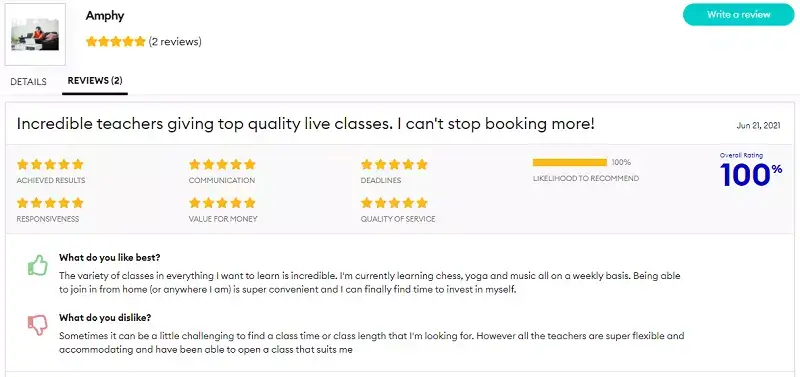 Amphy
Write a review
(2 reviews)
DETAILS
REVIEWS (2)
Incredible teachers giving top quality live classes. I can't stop booking more!
Jun 21, 2021
ACHIEVED RESULTS
COMMUNICATION
DEADLINES
100%
LIKELIHOOD TO RECOMMEND
Overall Rating
100%
RESPONSIVENESS
VALUE FOR MONEY
QUALITY OF SERVICE
What do you like best?
The variety of classes in everything I want to learn is incredible. I'm currently learning chess, yoga and music all on a weekly basis. Being able
to join in from home (or anywhere I am) is super convenient and I can finally find time to invest in myself.
What do you dislike?
Sometimes it can be a little challenging to find a class time or class length that I'm looking for. However all the teachers are super flexible and
accommodating and have been able to open a class that suits me